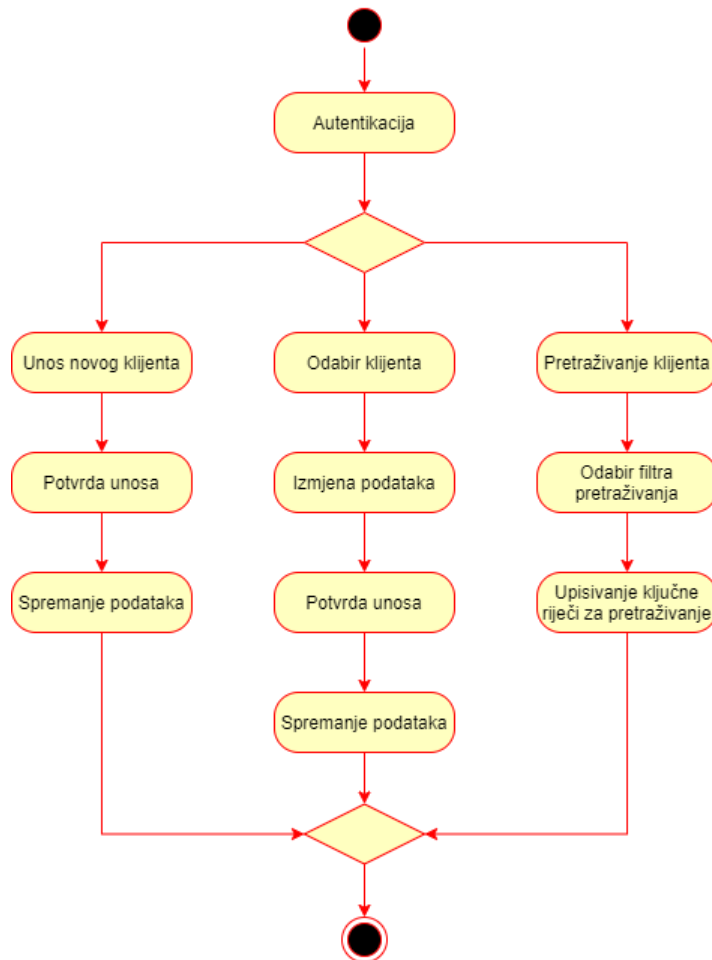 Autentikacija
Unos novog klijenta
Odabir klijenta
Pretraživanje klijenta
Potvrda unosa
Izmjena podataka
Odabir filtra
pretraživanja
Spremanje podataka
Potvrda unosa
Upisivanje ključne
riječi za pretraživanje
Spremanje podataka